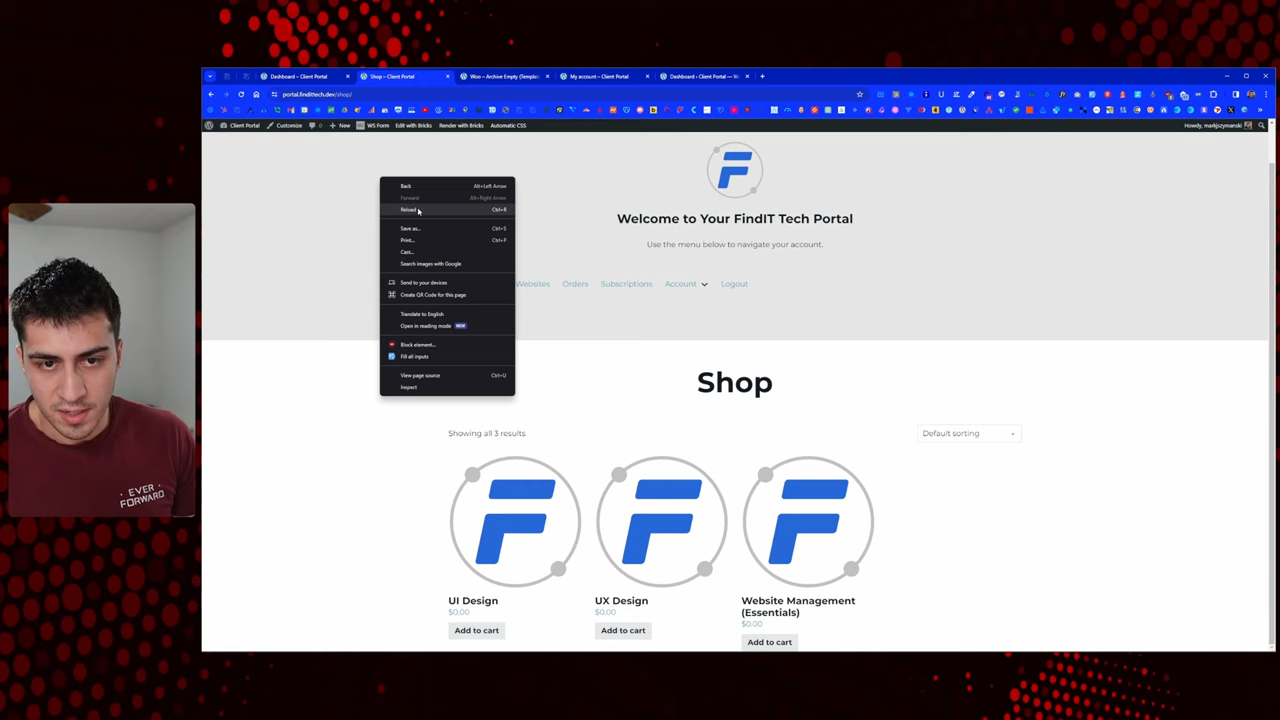 Dashboard – Client Portal
Shop – Client Portal
Woo – Archive Empty (Templat
My account – Client Portal
Dashboard ‹ Client Portal — W
portal.findittech.dev/shop/
Client Portal
Customize
0
New
WS Form
Edit with Bricks
Render with Bricks
Automatic CSS
Howdy, markjszymanski
F
Welcome to Your FindIT Tech Portal
Use the menu below to navigate your account.
Websites
Orders
Subscriptions
Account
Logout
Back Alt+Left Arrow
Forward Alt+Right Arrow
Reload Ctrl+R
Save as... Ctrl+S
Print... Ctrl+P
Cast...
Search images with Google
Send to your devices
Create QR Code for this page
Translate to English
Open in reading mode NEW
Block element...
Fill all inputs
View page source Ctrl+U
Inspect
Shop
Showing all 3 results
Default sorting
F
F
F
UI Design
$0.00
Add to cart
UX Design
$0.00
Add to cart
Website Management
(Essentials)
$0.00
Add to cart
· EVER ·
FORWARD